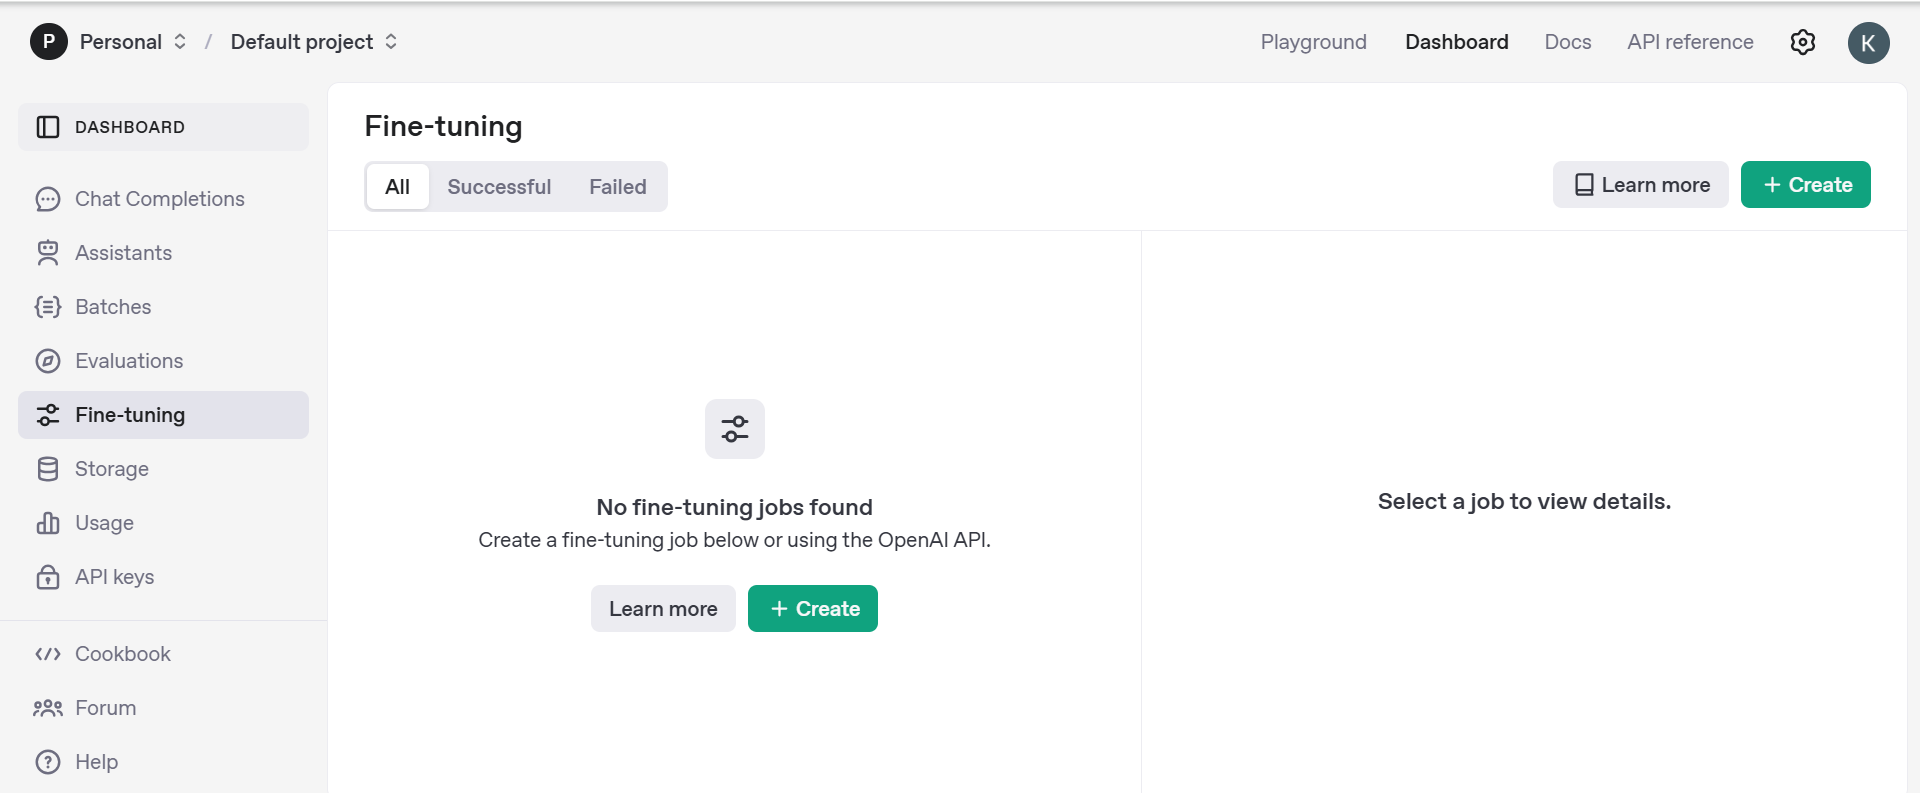 P Personal / Default project
Playground Dashboard Docs API reference K
DASHBOARD
Chat Completions
Assistants
Batches
Evaluations
Fine-tuning
Storage
Usage
API keys
Cookbook
Forum
Help
Fine-tuning
All Successful Failed
Learn more + Create
No fine-tuning jobs found
Create a fine-tuning job below or using the OpenAI API.
Learn more + Create
Select a job to view details.